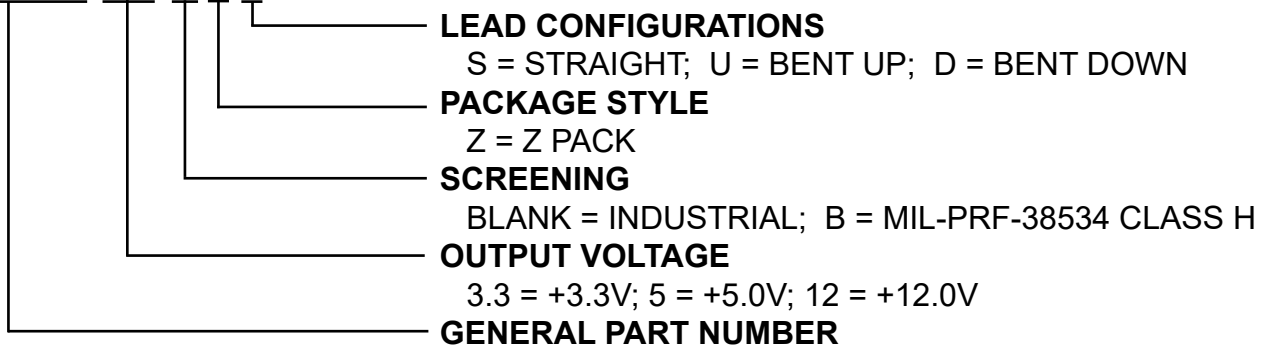 LEAD CONFIGURATIONS
S = STRAIGHT; U = BENT UP; D = BENT DOWN
PACKAGE STYLE
Z = Z PACK
SCREENING
BLANK = INDUSTRIAL; B = MIL-PRF-38534 CLASS H
OUTPUT VOLTAGE
3.3 = +3.3V; 5 = +5.0V; 12 = +12.0V
GENERAL PART NUMBER